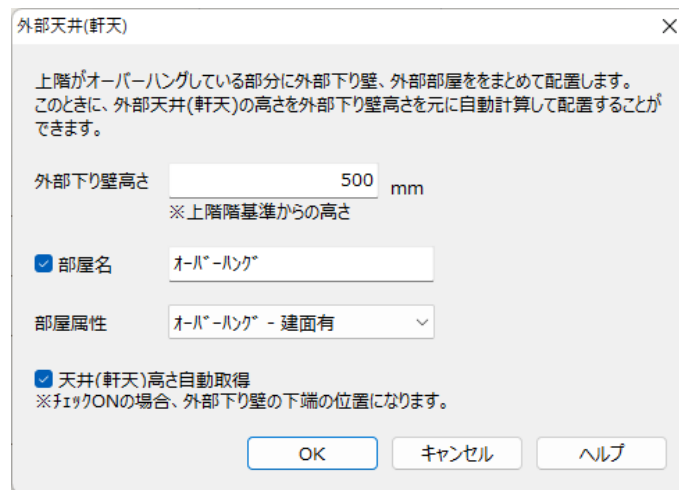 外部天井(軒天)
上階がオーバーハングしている部分に外部下り壁、外部部屋ををまとめて配置します。
このときに、外部天井(軒天)の高さを外部下り壁高さを元に自動計算して配置することが
できます。
外部下り壁高さ 500 mm
※上階階基準からの高さ
部屋名 ｵｰﾊﾞｰﾊﾝｸﾞ
部屋属性 ｵｰﾊﾞｰﾊﾝｸﾞ - 建面有
天井(軒天)高さ自動取得
※ﾁｪｯｸONの場合、外部下り壁の下端の位置になります。
OK キャンセル ヘルプ